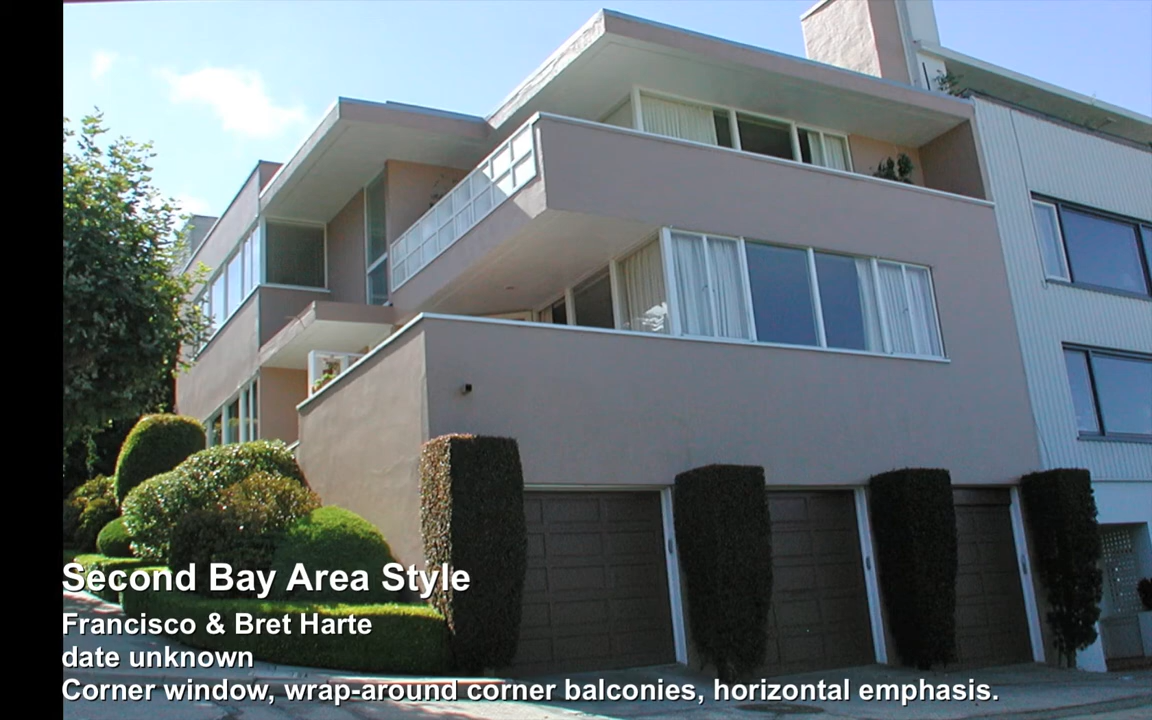 Second Bay Area Style
Francisco & Bret Harte
date unknown
Corner window, wrap-around corner balconies, horizontal emphasis.